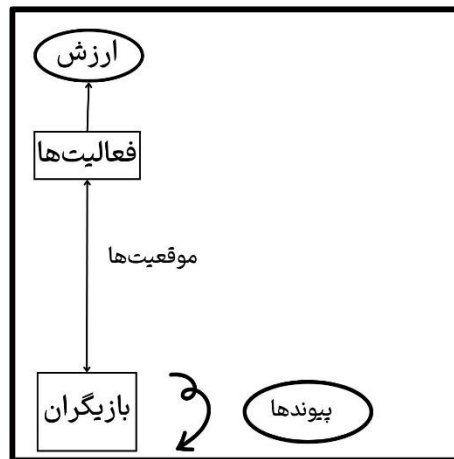 ارزش
فعالیت‌ها
موقعیت‌ها
بازیگران
پیوندها